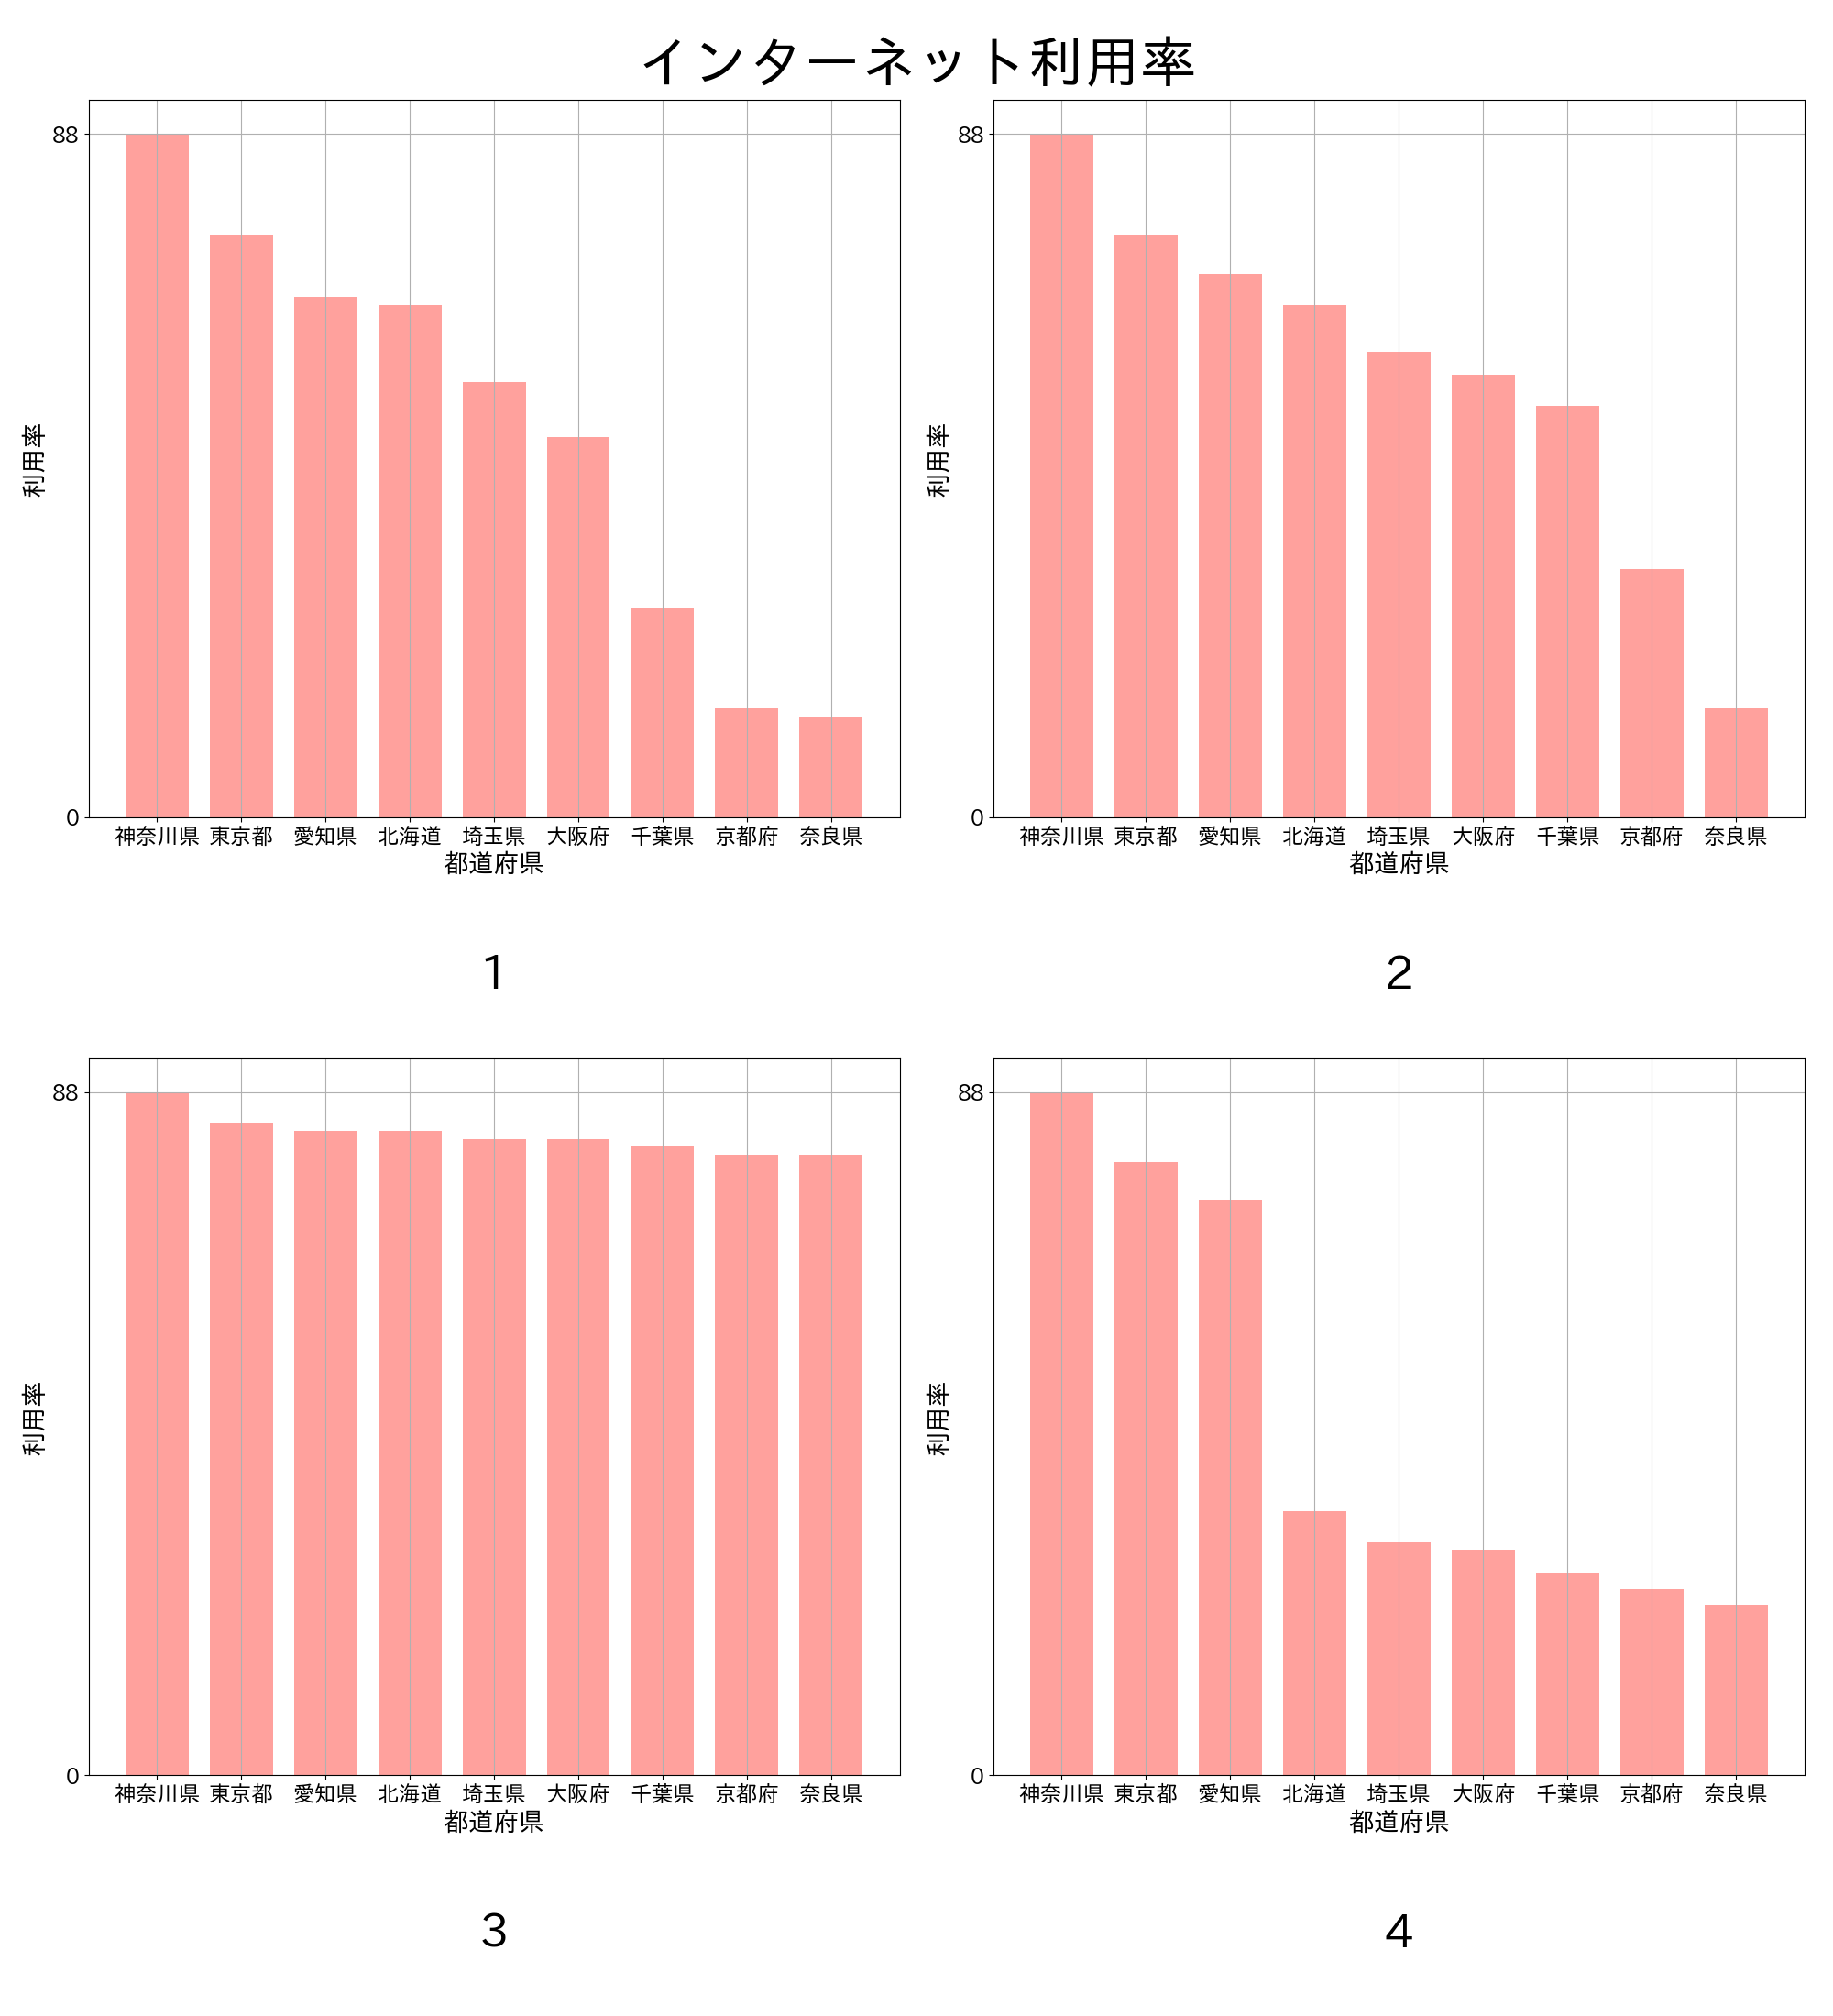 インターネット利用率
88
0
利用率
神奈川県 東京都 愛知県 北海道 埼玉県 大阪府 千葉県 京都府 奈良県
都道府県
1
88
0
利用率
神奈川県 東京都 愛知県 北海道 埼玉県 大阪府 千葉県 京都府 奈良県
都道府県
2
88
0
利用率
神奈川県 東京都 愛知県 北海道 埼玉県 大阪府 千葉県 京都府 奈良県
都道府県
3
88
0
利用率
神奈川県 東京都 愛知県 北海道 埼玉県 大阪府 千葉県 京都府 奈良県
都道府県
4